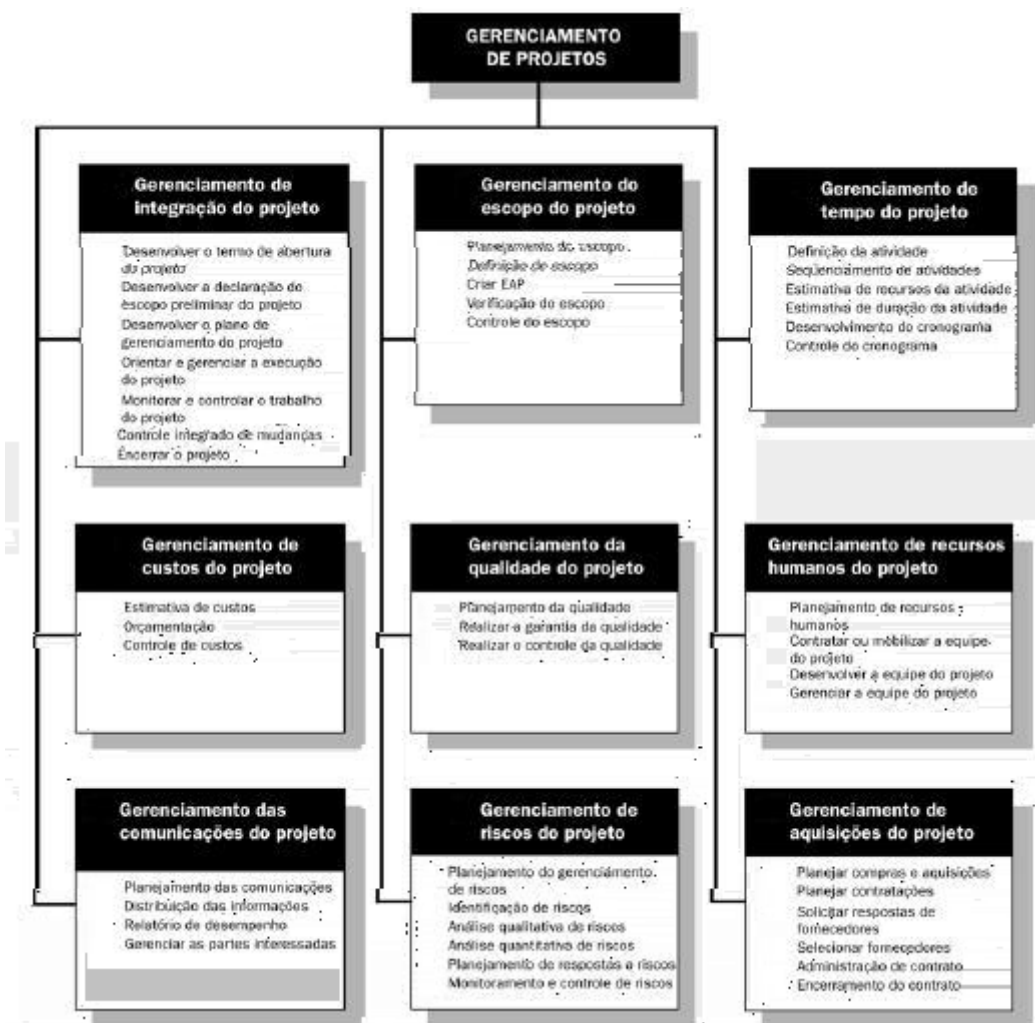 GERENCIAMENTO
DE PROJETOS
Gerenciamento de
integração do projeto
Desenvolver o termo de abertura
do projeto
Desenvolver a declaração do
escopo preliminar do projeto
Desenvolver o plano de
gerenciamento do projeto
Orientar e gerenciar a execução
do projeto
Monitorar e controlar o trabalho
do projeto
Controle integrado de mudanças
Encerrar o projeto
Gerenciamento do
escopo do projeto
Planejamento do escopo
Definição do escopo
Criar EAP
Verificação do escopo
Controle do escopo
Gerenciamento de
tempo do projeto
Definição da atividade
Seqüenciamento de atividades
Estimativa de recursos da atividade
Estimativa de duração da atividade
Desenvolvimento do cronograma
Controle do cronograma
Gerenciamento de
custos do projeto
Estimativa de custos
Orçamentação
Controle de custos
Gerenciamento da
qualidade do projeto
Planejamento da qualidade
Realizar a garantia da qualidade
Realizar o controle da qualidade
Gerenciamento de recursos
humanos do projeto
Planejamento de recursos
humanos
Contratar ou mobilizar a equipe
do projeto
Desenvolver a equipe do projeto
Gerenciar a equipe do projeto
Gerenciamento das
comunicações do projeto
Planejamento das comunicações
Distribuição das informações
Relatório de desempenho
Gerenciar as partes interessadas
Gerenciamento de
riscos do projeto
Planejamento do gerenciamento
de riscos
Identificação de riscos
Análise qualitativa de riscos
Análise quantitativa de riscos
Planejamento de respostas a riscos
Monitoramento e controle de riscos
Gerenciamento de
aquisições do projeto
Planejar compras e aquisições
Planejar contratações
Solicitar respostas de
fornecedores
Selecionar fornecedores
Administração de contrato
Encerramento do contrato